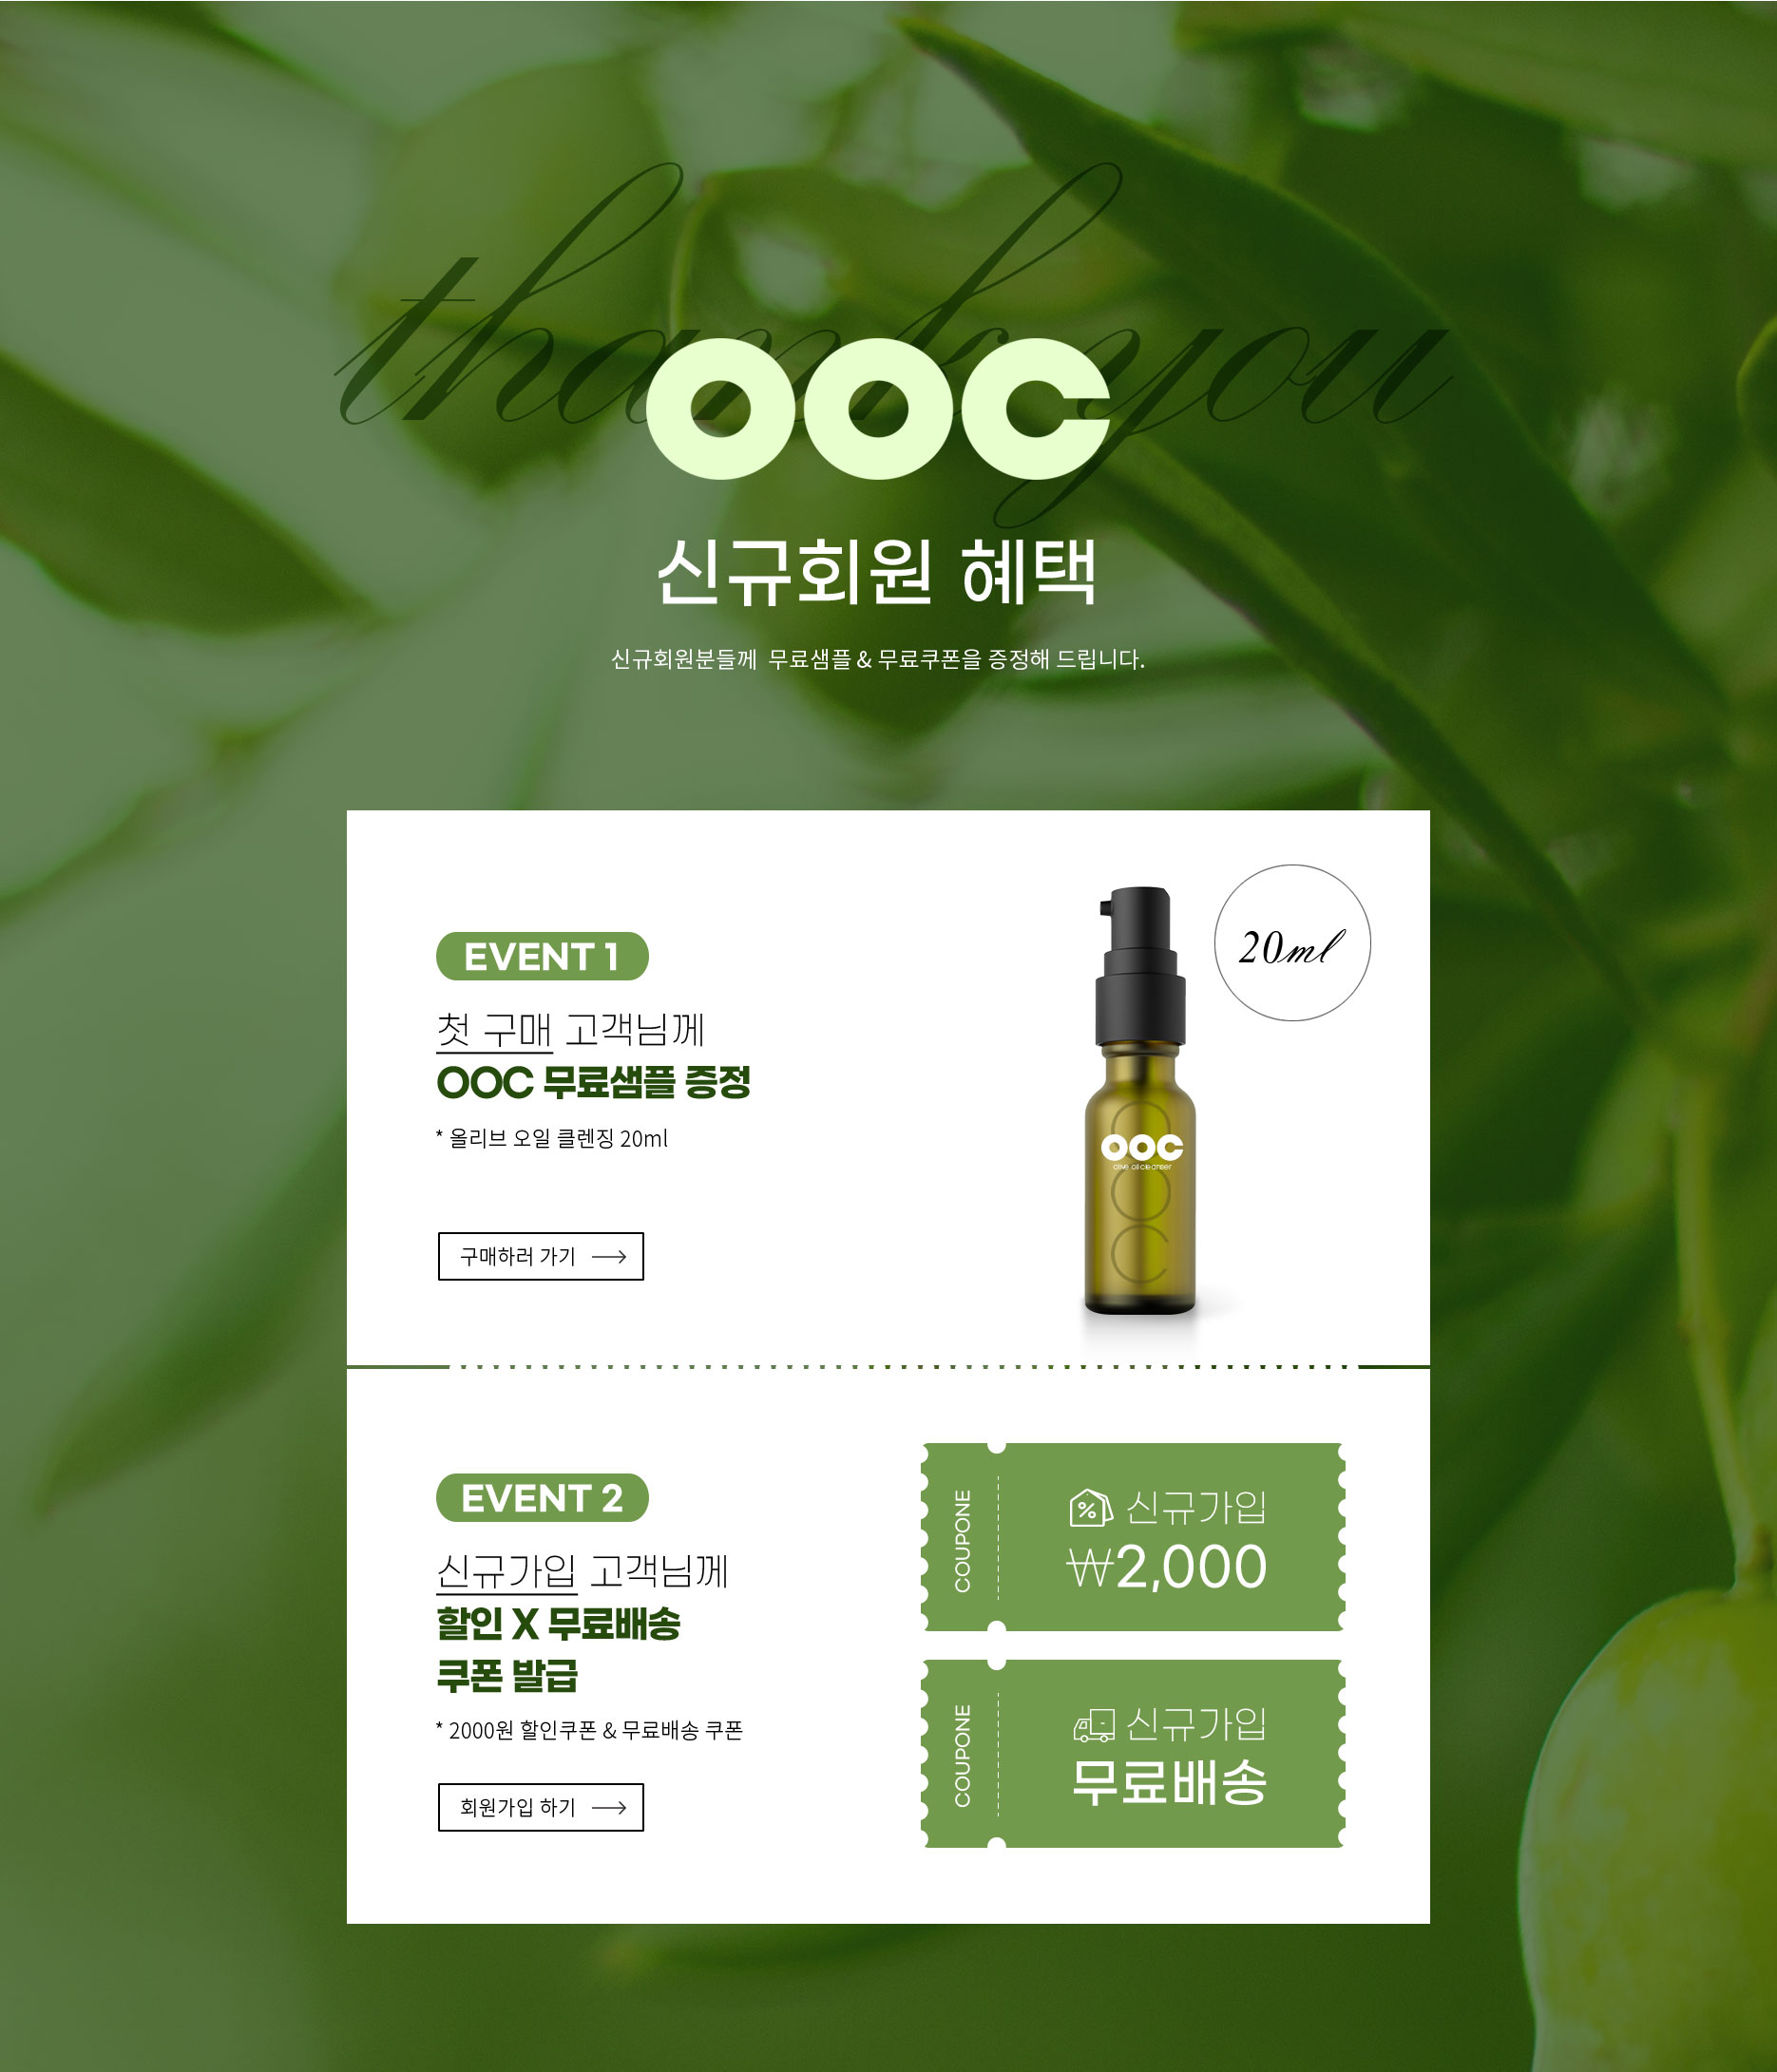 thank you
OOC
신규회원 혜택
신규회원분들께 무료샘플 & 무료쿠폰을 증정해 드립니다.
EVENT 1
첫 구매 고객님께
OOC 무료샘플 증정
* 올리브 오일 클렌징 20ml
구매하러 가기
20ml
OOC
olive oil cleanser
OOC
EVENT 2
신규가입 고객님께
할인 X 무료배송
쿠폰 발급
* 2000원 할인쿠폰 & 무료배송 쿠폰
회원가입 하기
COUPONE
% 신규가입
₩2,000
COUPONE
신규가입
무료배송